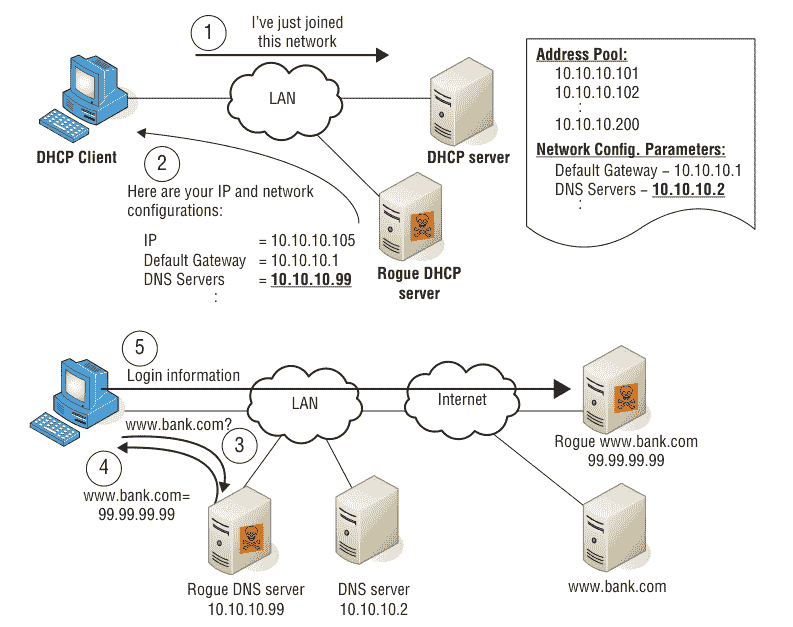 1
I've just joined
this network
LAN
DHCP Client
DHCP server
Address Pool:
10.10.10.101
10.10.10.102
:
10.10.10.200
Network Config. Parameters:
Default Gateway – 10.10.10.1
DNS Servers – 10.10.10.2
:
2
Here are your IP and network
configurations:
IP = 10.10.10.105
Default Gateway = 10.10.10.1
DNS Servers = 10.10.10.99
:
Rogue DHCP
server
5
Login information
LAN
Internet
www.bank.com?
3
4
www.bank.com=
99.99.99.99
Rogue www.bank.com
99.99.99.99
Rogue DNS server
10.10.10.99
DNS server
10.10.10.2
www.bank.com